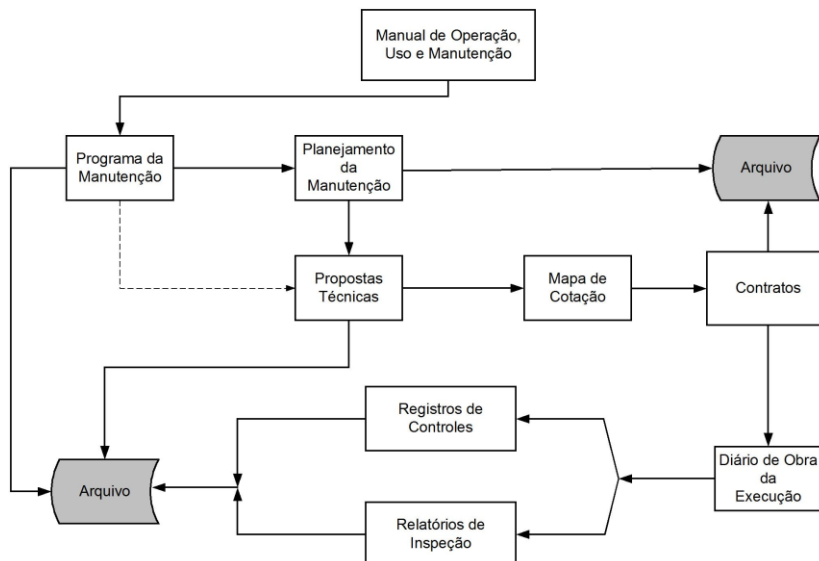 Manual de Operação,
Uso e Manutenção
Programa da
Manutenção
Planejamento
da
Manutenção
Arquivo
Propostas
Técnicas
Mapa de
Cotação
Contratos
Registros de
Controles
Diário de Obra
da
Execução
Arquivo
Relatórios de
Inspeção